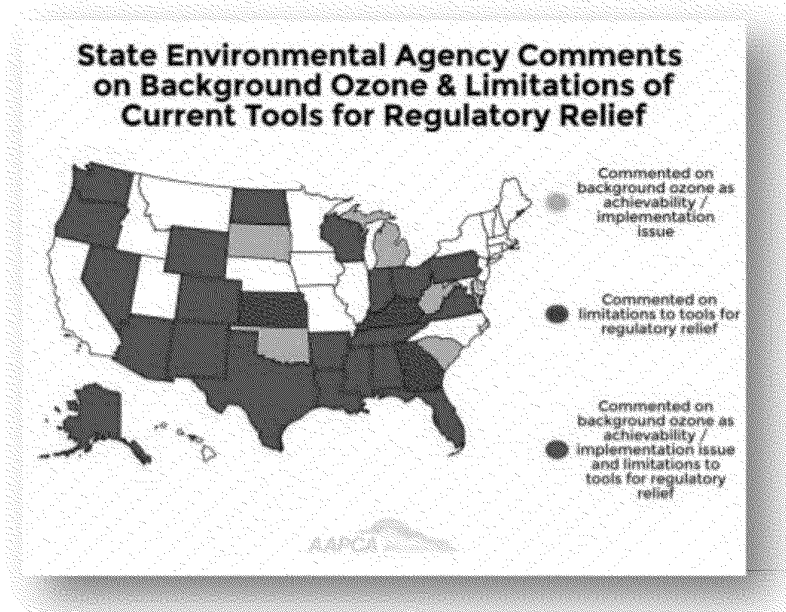 State Environmental Agency Comments
on Background Ozone & Limitations of
Current Tools for Regulatory Relief
Commented on
background ozone as
achievability /
implementation
issue
Commented on
limitations to tools for
regulatory relief
Commented on
background ozone as
achievability /
implementation issue
and limitations to
tools for regulatory
relief
AAPCA